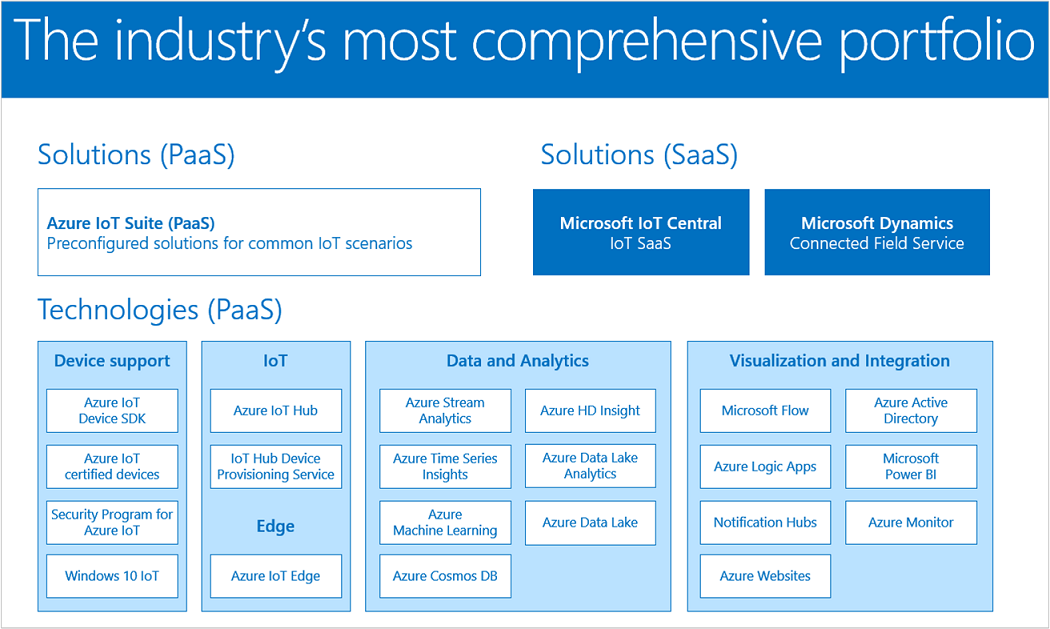 The industry's most comprehensive portfolio
Solutions (PaaS)
Azure IoT Suite (PaaS)
Preconfigured solutions for common IoT scenarios
Solutions (SaaS)
Microsoft IoT Central
IoT SaaS
Microsoft Dynamics
Connected Field Service
Technologies (PaaS)
Device support
Azure IoT
Device SDK
Azure IoT
certified devices
Security Program for
Azure IoT
Windows 10 IoT
IoT
Azure IoT Hub
IoT Hub Device
Provisioning Service
Edge
Azure IoT Edge
Data and Analytics
Azure Stream
Analytics
Azure HD Insight
Azure Time Series
Insights
Azure Data Lake
Analytics
Azure
Machine Learning
Azure Data Lake
Azure Cosmos DB
Visualization and Integration
Microsoft Flow
Azure Active
Directory
Azure Logic Apps
Microsoft
Power BI
Notification Hubs
Azure Monitor
Azure Websites